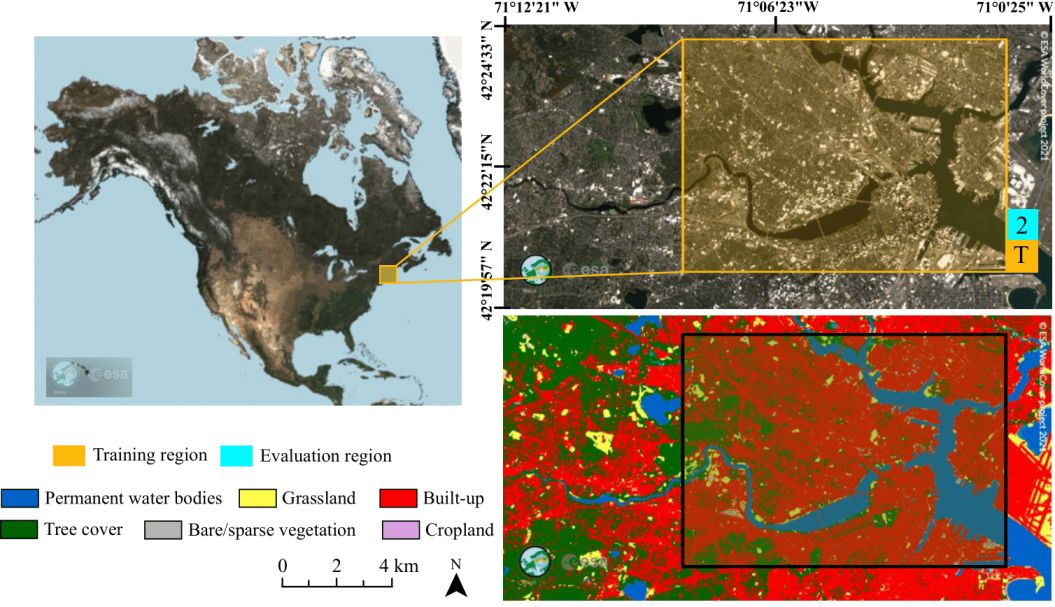 71°12'21" W 71°06'23"W 71°0'25" W
42°24'33" N
42°22'15"N
42°19'57" N
© ESA WorldCover project 2021
2
T
esa
esa
© ESA WorldCover project 2021
esa
Training region Evaluation region
Permanent water bodies Grassland Built-up
Tree cover Bare/sparse vegetation Cropland
0 2 4 km N